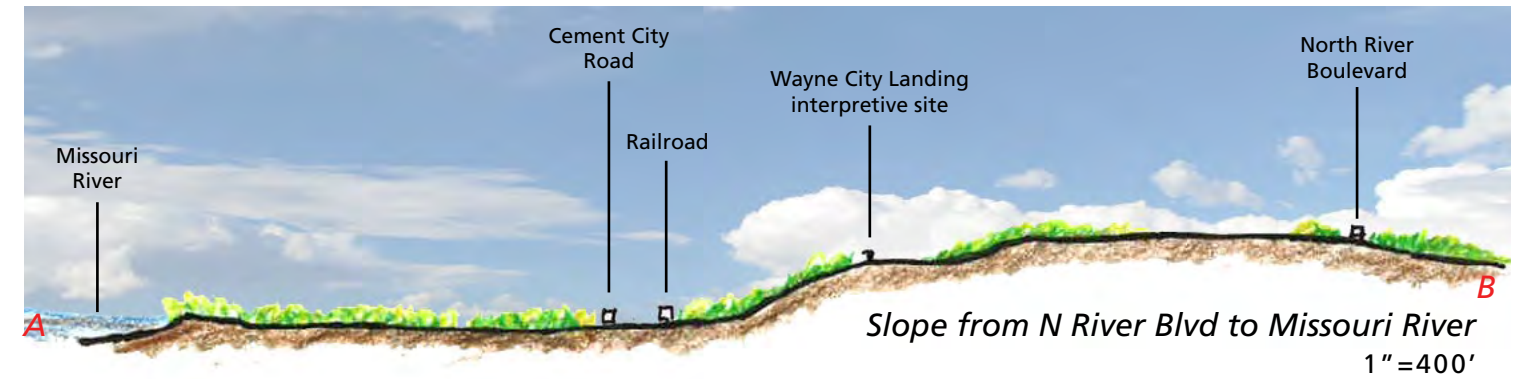 Missouri
River
Cement City
Road
Railroad
Wayne City Landing
interpretive site
North River
Boulevard
A
B
Slope from N River Blvd to Missouri River
1”=400’